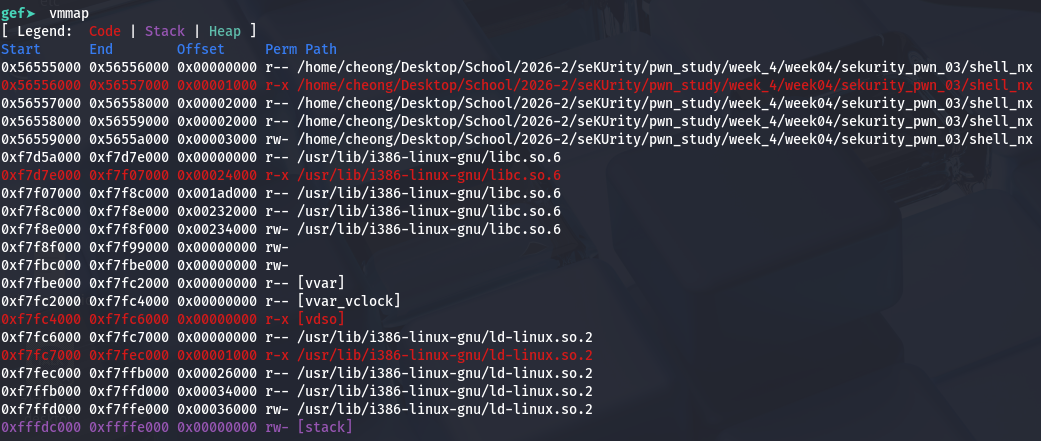 gef➤  vmmap
[ Legend:  Code | Stack | Heap ]
Start      End        Offset     Perm Path
0x56555000 0x56556000 0x00000000 r-- /home/cheong/Desktop/School/2026-2/seKUrity/pwn_study/week_4/week04/sekurity_pwn_03/shell_nx
0x56556000 0x56557000 0x00001000 r-x /home/cheong/Desktop/School/2026-2/seKUrity/pwn_study/week_4/week04/sekurity_pwn_03/shell_nx
0x56557000 0x56558000 0x00002000 r-- /home/cheong/Desktop/School/2026-2/seKUrity/pwn_study/week_4/week04/sekurity_pwn_03/shell_nx
0x56558000 0x56559000 0x00002000 r-- /home/cheong/Desktop/School/2026-2/seKUrity/pwn_study/week_4/week04/sekurity_pwn_03/shell_nx
0x56559000 0x5655a000 0x00003000 rw- /home/cheong/Desktop/School/2026-2/seKUrity/pwn_study/week_4/week04/sekurity_pwn_03/shell_nx
0xf7d5a000 0xf7d7e000 0x00000000 r-- /usr/lib/i386-linux-gnu/libc.so.6
0xf7d7e000 0xf7f07000 0x00024000 r-x /usr/lib/i386-linux-gnu/libc.so.6
0xf7f07000 0xf7f8c000 0x001ad000 r-- /usr/lib/i386-linux-gnu/libc.so.6
0xf7f8c000 0xf7f8e000 0x00232000 r-- /usr/lib/i386-linux-gnu/libc.so.6
0xf7f8e000 0xf7f8f000 0x00234000 rw- /usr/lib/i386-linux-gnu/libc.so.6
0xf7f8f000 0xf7f99000 0x00000000 rw-
0xf7fbc000 0xf7fbe000 0x00000000 rw-
0xf7fbe000 0xf7fc2000 0x00000000 r-- [vvar]
0xf7fc2000 0xf7fc4000 0x00000000 r-- [vvar_vclock]
0xf7fc4000 0xf7fc6000 0x00000000 r-x [vdso]
0xf7fc6000 0xf7fc7000 0x00000000 r-- /usr/lib/i386-linux-gnu/ld-linux.so.2
0xf7fc7000 0xf7fec000 0x00001000 r-x /usr/lib/i386-linux-gnu/ld-linux.so.2
0xf7fec000 0xf7ffb000 0x00026000 r-- /usr/lib/i386-linux-gnu/ld-linux.so.2
0xf7ffb000 0xf7ffd000 0x00034000 r-- /usr/lib/i386-linux-gnu/ld-linux.so.2
0xf7ffd000 0xf7ffe000 0x00036000 rw- /usr/lib/i386-linux-gnu/ld-linux.so.2
0xfffdc000 0xffffe000 0x00000000 rw- [stack]